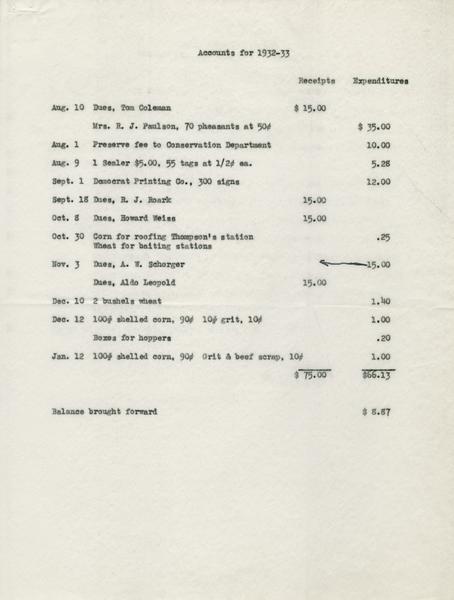 Accounts for 1932-33
Receipts Expenditures
Aug. 10 Dues, Tom Coleman $ 15.00
Mrs. R. J. Paulson, 70 pheasants at 50¢ $ 35.00
Aug. 1 Preserve fee to Conservation Department 10.00
Aug. 9 1 Sealer $5.00, 55 tags at 1/2¢ ea. 5.28
Sept. 1 Democrat Printing Co., 300 signs 12.00
Sept. 18 Dues, R. J. Roark 15.00
Oct. 8 Dues, Howard Weiss 15.00
Oct. 30 Corn for roofing Thompson's station .25
Wheat for baiting stations
Nov. 3 Dues, A. W. Schorger 15.00
Dues, Aldo Leopold 15.00
Dec. 10 2 bushels wheat 1.40
Dec. 12 100# shelled corn, 90¢ 10# grit, 10¢ 1.00
Boxes for hoppers .20
Jan. 12 100# shelled corn, 90¢ Grit & beef scrap, 10¢ 1.00
$ 75.00 $66.13
Balance brought forward $ 8.87